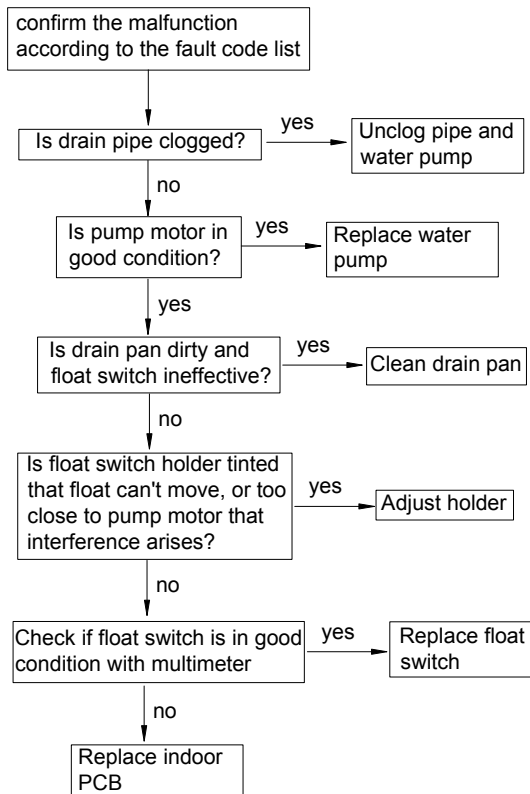 confirm the malfunction
according to the fault code list
Is drain pipe clogged?
yes
Unclog pipe and
water pump
no
Is pump motor in
good condition?
yes
Replace water
pump
yes
Is drain pan dirty and
float switch ineffective?
yes
Clean drain pan
no
Is float switch holder tinted
that float can't move, or too
close to pump motor that
interference arises?
yes
Adjust holder
no
Check if float switch is in good
condition with multimeter
yes
Replace float
switch
no
Replace indoor
PCB